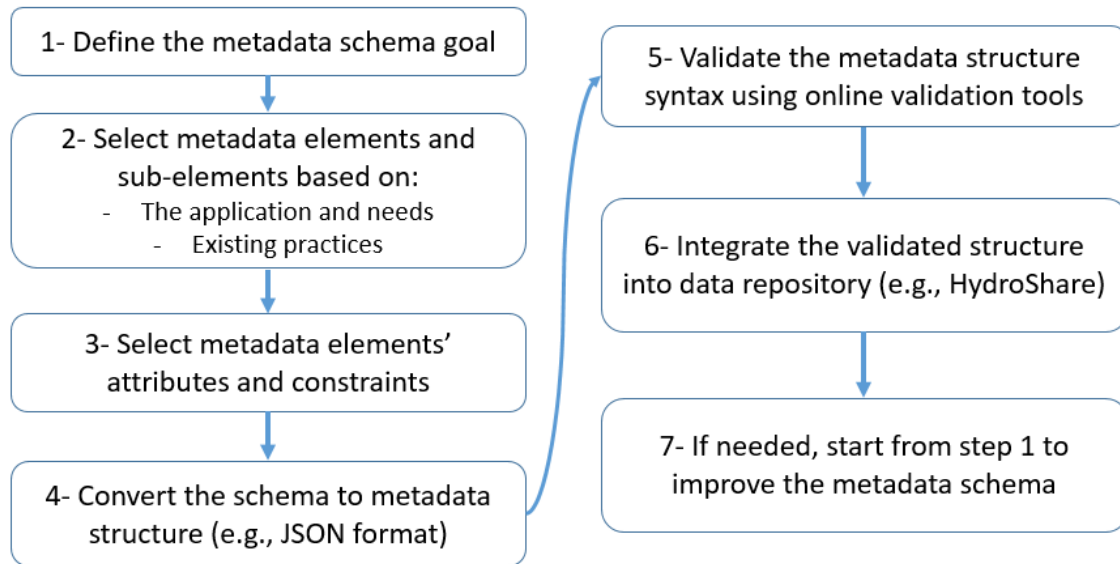 1- Define the metadata schema goal
2- Select metadata elements and
sub-elements based on:
- The application and needs
- Existing practices
3- Select metadata elements’
attributes and constraints
4- Convert the schema to metadata
structure (e.g., JSON format)
5- Validate the metadata structure
syntax using online validation tools
6- Integrate the validated structure
into data repository (e.g., HydroShare)
7- If needed, start from step 1 to
improve the metadata schema